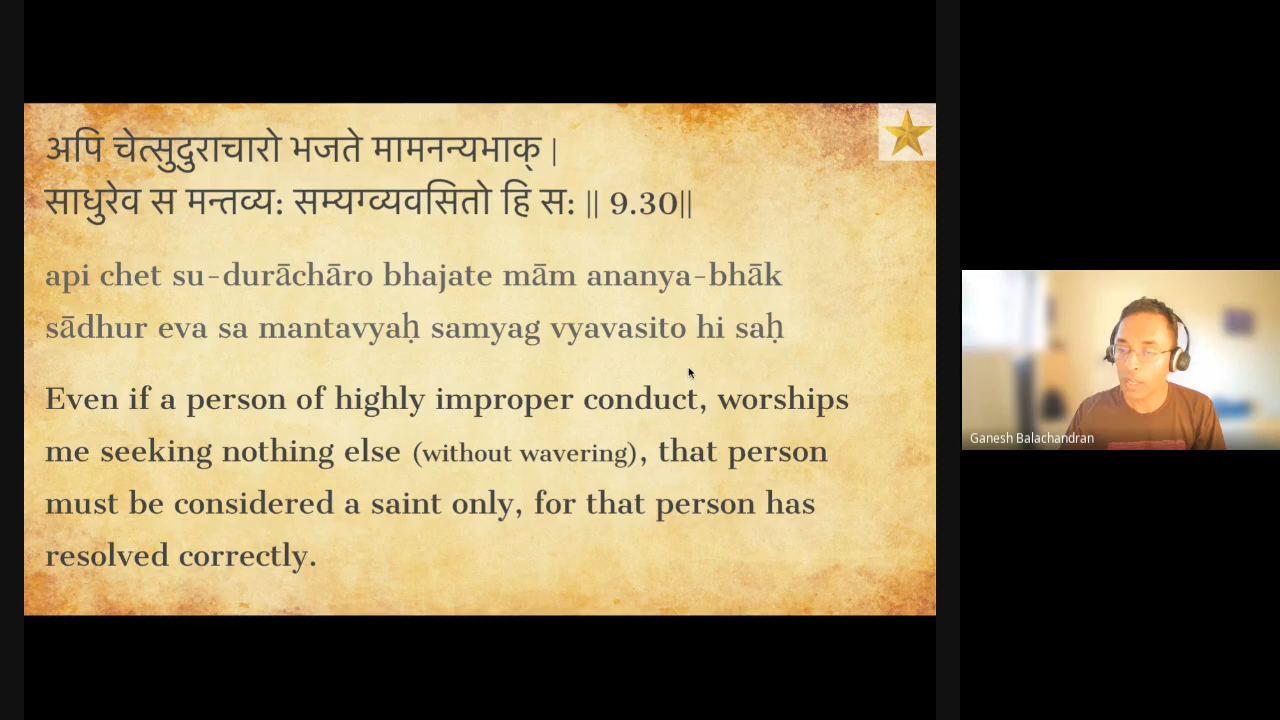 अपि चेत्सुदुराचारो भजते मामनन्यभाक् |
साधुरेव स मन्तव्य: सम्यग्व्यवसितो हि स: || 9.30||
api chet su-durāchāro bhajate mām ananya-bhāk
sādhur eva sa mantavyaḥ samyag vyavasito hi saḥ
Even if a person of highly improper conduct, worships
me seeking nothing else (without wavering), that person
must be considered a saint only, for that person has
resolved correctly.
Ganesh Balachandran